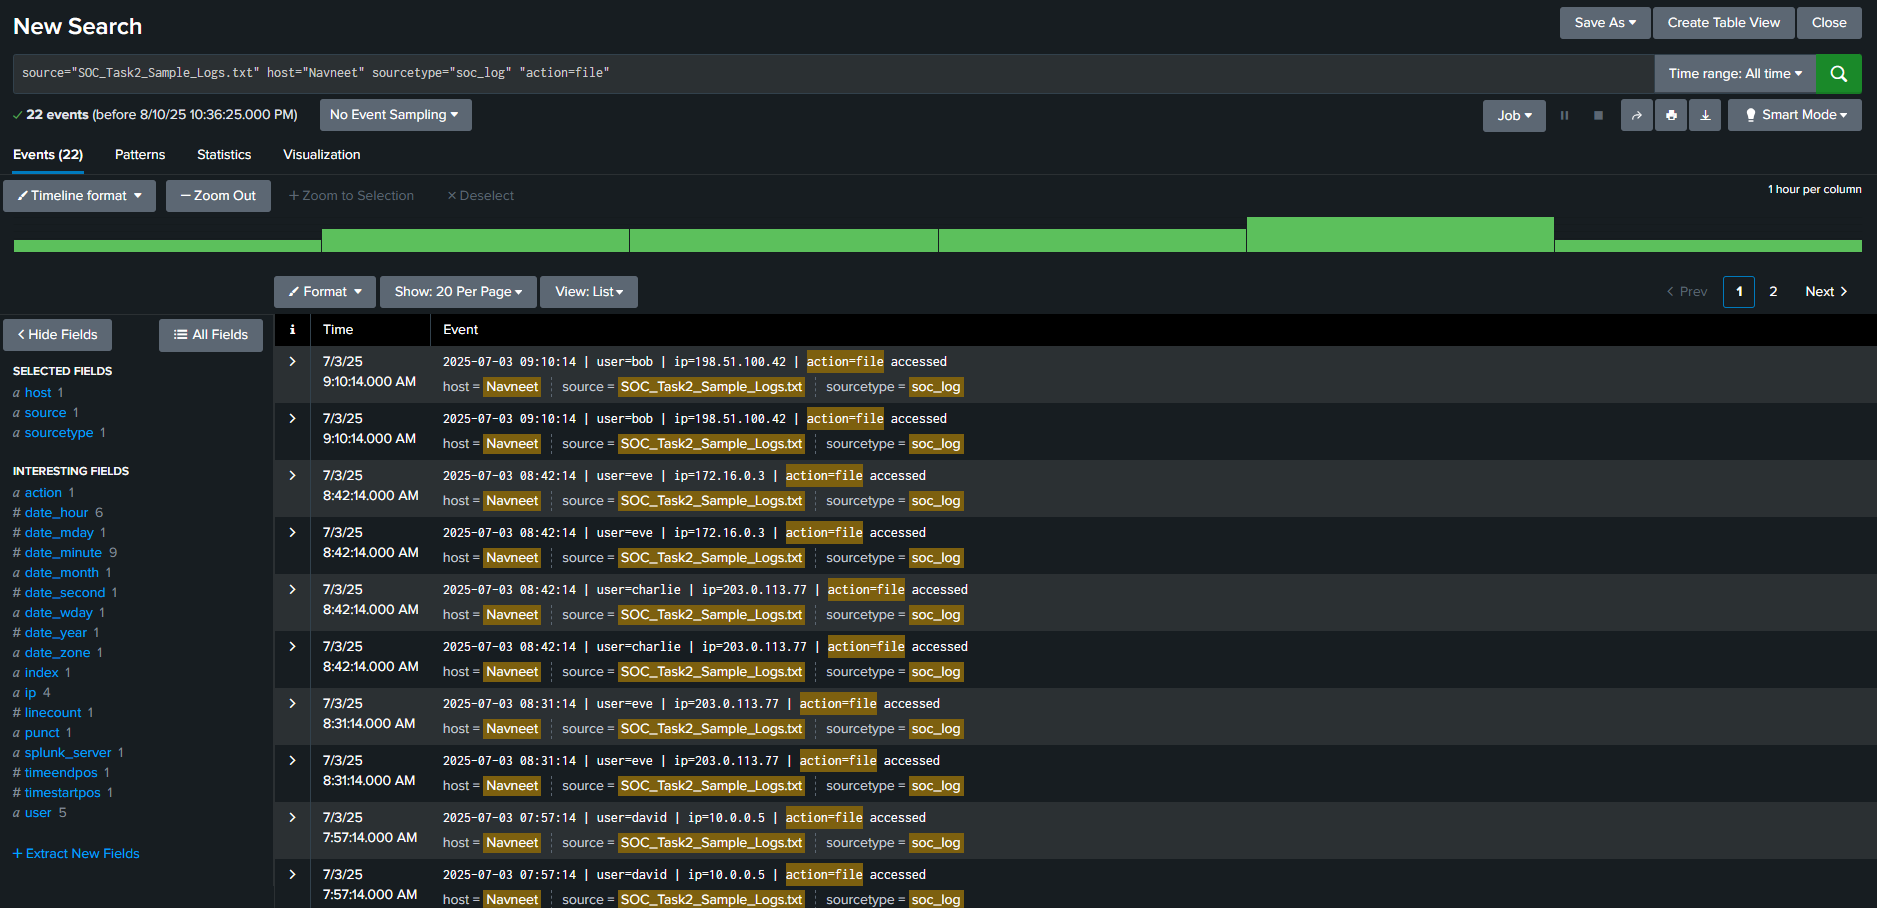 New Search
Save As
Create Table View
Close
source="SOC_Task2_Sample_Logs.txt" host="Navneet" sourcetype="soc_log" "action=file"
Time range: All time
22 events (before 8/10/25 10:36:25.000 PM)
No Event Sampling
Job
Smart Mode
Events (22)
Patterns
Statistics
Visualization
Timeline format
— Zoom Out
+ Zoom to Selection
× Deselect
1 hour per column
Format
Show: 20 Per Page
View: List
< Prev
1
2
Next >
< Hide Fields
All Fields
SELECTED FIELDS
a host 1
a source 1
a sourcetype 1
INTERESTING FIELDS
a action 1
# date_hour 6
# date_mday 1
# date_minute 9
a date_month 1
# date_second 1
a date_wday 1
# date_year 1
a date_zone 1
a index 1
a ip 4
# linecount 1
a punct 1
a splunk_server 1
# timeendpos 1
# timestartpos 1
a user 5
+ Extract New Fields
i Time Event
> 7/3/25 2025-07-03 09:10:14 | user=bob | ip=198.51.100.42 | action=file accessed
9:10:14.000 AM host = Navneet source = SOC_Task2_Sample_Logs.txt sourcetype = soc_log
> 7/3/25 2025-07-03 09:10:14 | user=bob | ip=198.51.100.42 | action=file accessed
9:10:14.000 AM host = Navneet source = SOC_Task2_Sample_Logs.txt sourcetype = soc_log
> 7/3/25 2025-07-03 08:42:14 | user=eve | ip=172.16.0.3 | action=file accessed
8:42:14.000 AM host = Navneet source = SOC_Task2_Sample_Logs.txt sourcetype = soc_log
> 7/3/25 2025-07-03 08:42:14 | user=eve | ip=172.16.0.3 | action=file accessed
8:42:14.000 AM host = Navneet source = SOC_Task2_Sample_Logs.txt sourcetype = soc_log
> 7/3/25 2025-07-03 08:42:14 | user=charlie | ip=203.0.113.77 | action=file accessed
8:42:14.000 AM host = Navneet source = SOC_Task2_Sample_Logs.txt sourcetype = soc_log
> 7/3/25 2025-07-03 08:42:14 | user=charlie | ip=203.0.113.77 | action=file accessed
8:42:14.000 AM host = Navneet source = SOC_Task2_Sample_Logs.txt sourcetype = soc_log
> 7/3/25 2025-07-03 08:31:14 | user=eve | ip=203.0.113.77 | action=file accessed
8:31:14.000 AM host = Navneet source = SOC_Task2_Sample_Logs.txt sourcetype = soc_log
> 7/3/25 2025-07-03 08:31:14 | user=eve | ip=203.0.113.77 | action=file accessed
8:31:14.000 AM host = Navneet source = SOC_Task2_Sample_Logs.txt sourcetype = soc_log
> 7/3/25 2025-07-03 07:57:14 | user=david | ip=10.0.0.5 | action=file accessed
7:57:14.000 AM host = Navneet source = SOC_Task2_Sample_Logs.txt sourcetype = soc_log
> 7/3/25 2025-07-03 07:57:14 | user=david | ip=10.0.0.5 | action=file accessed
7:57:14.000 AM host = Navneet source = SOC_Task2_Sample_Logs.txt sourcetype = soc_log